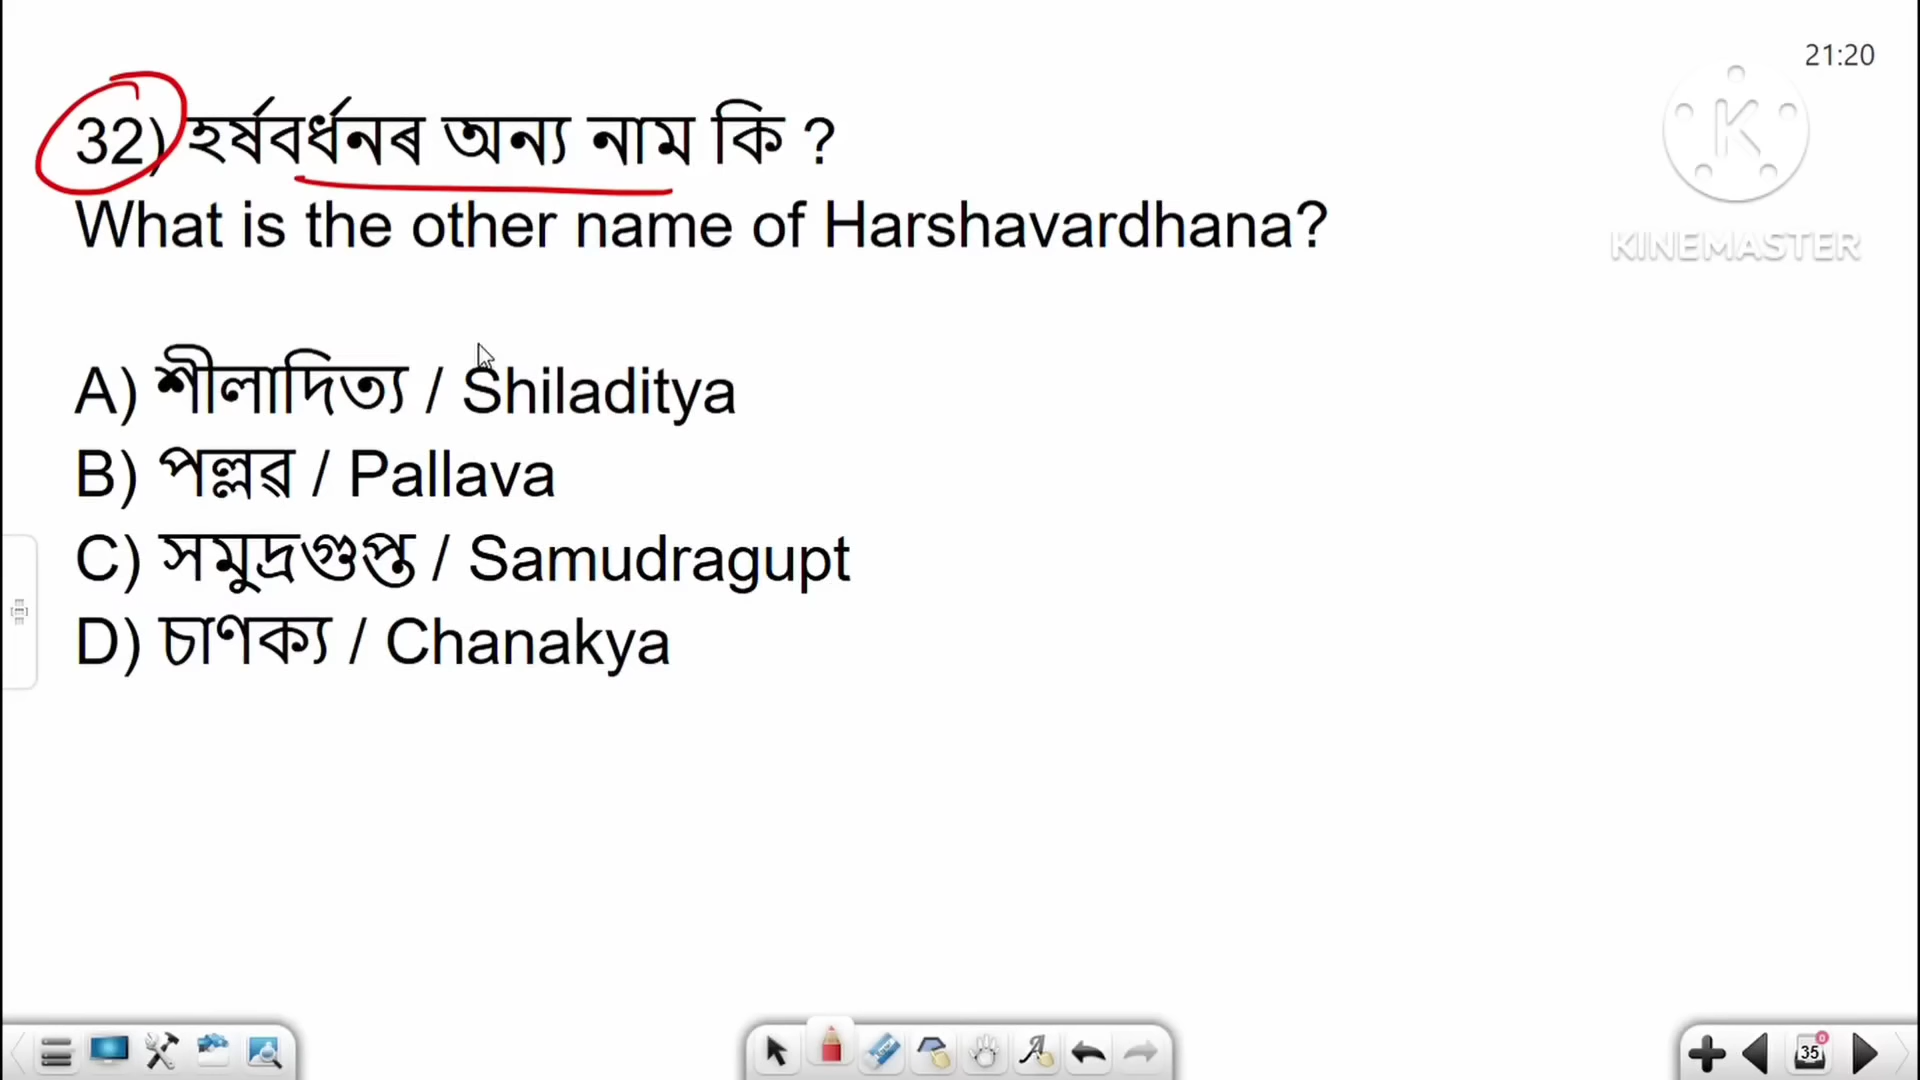 21:20
32) হৰ্ষবৰ্ধনৰ অন্য নাম কি ?
What is the other name of Harshavardhana?
KINEMASTER
A) শীলাদিত্য / Shiladitya
B) পল্লৱ / Pallava
C) সমুদ্ৰগুপ্ত / Samudragupt
D) চাণক্য / Chanakya
35
0